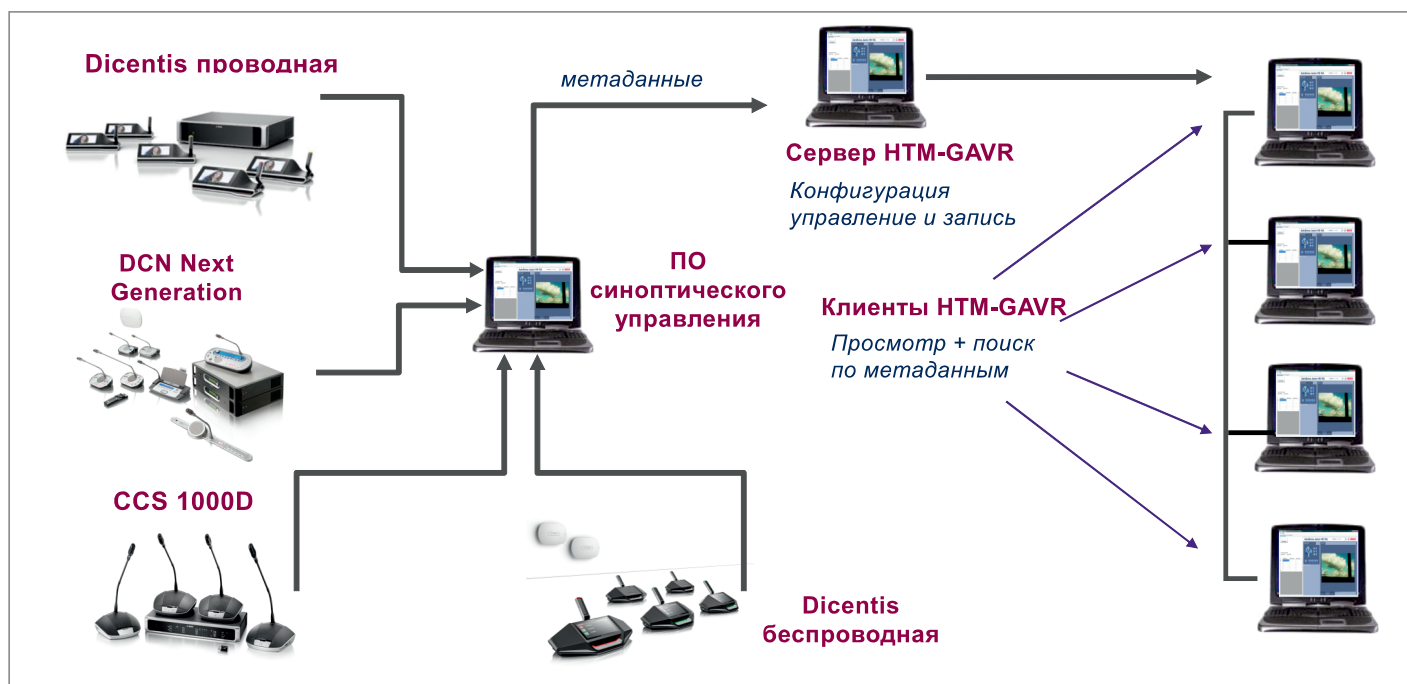 Dicentis проводная
метаданные
Сервер HTM-GAVR
Конфигурация
управление и запись
DCN Next
Generation
ПО
синоптического
управления
Клиенты HTM-GAVR
Просмотр + поиск
по метаданным
CCS 1000D
Dicentis
беспроводная